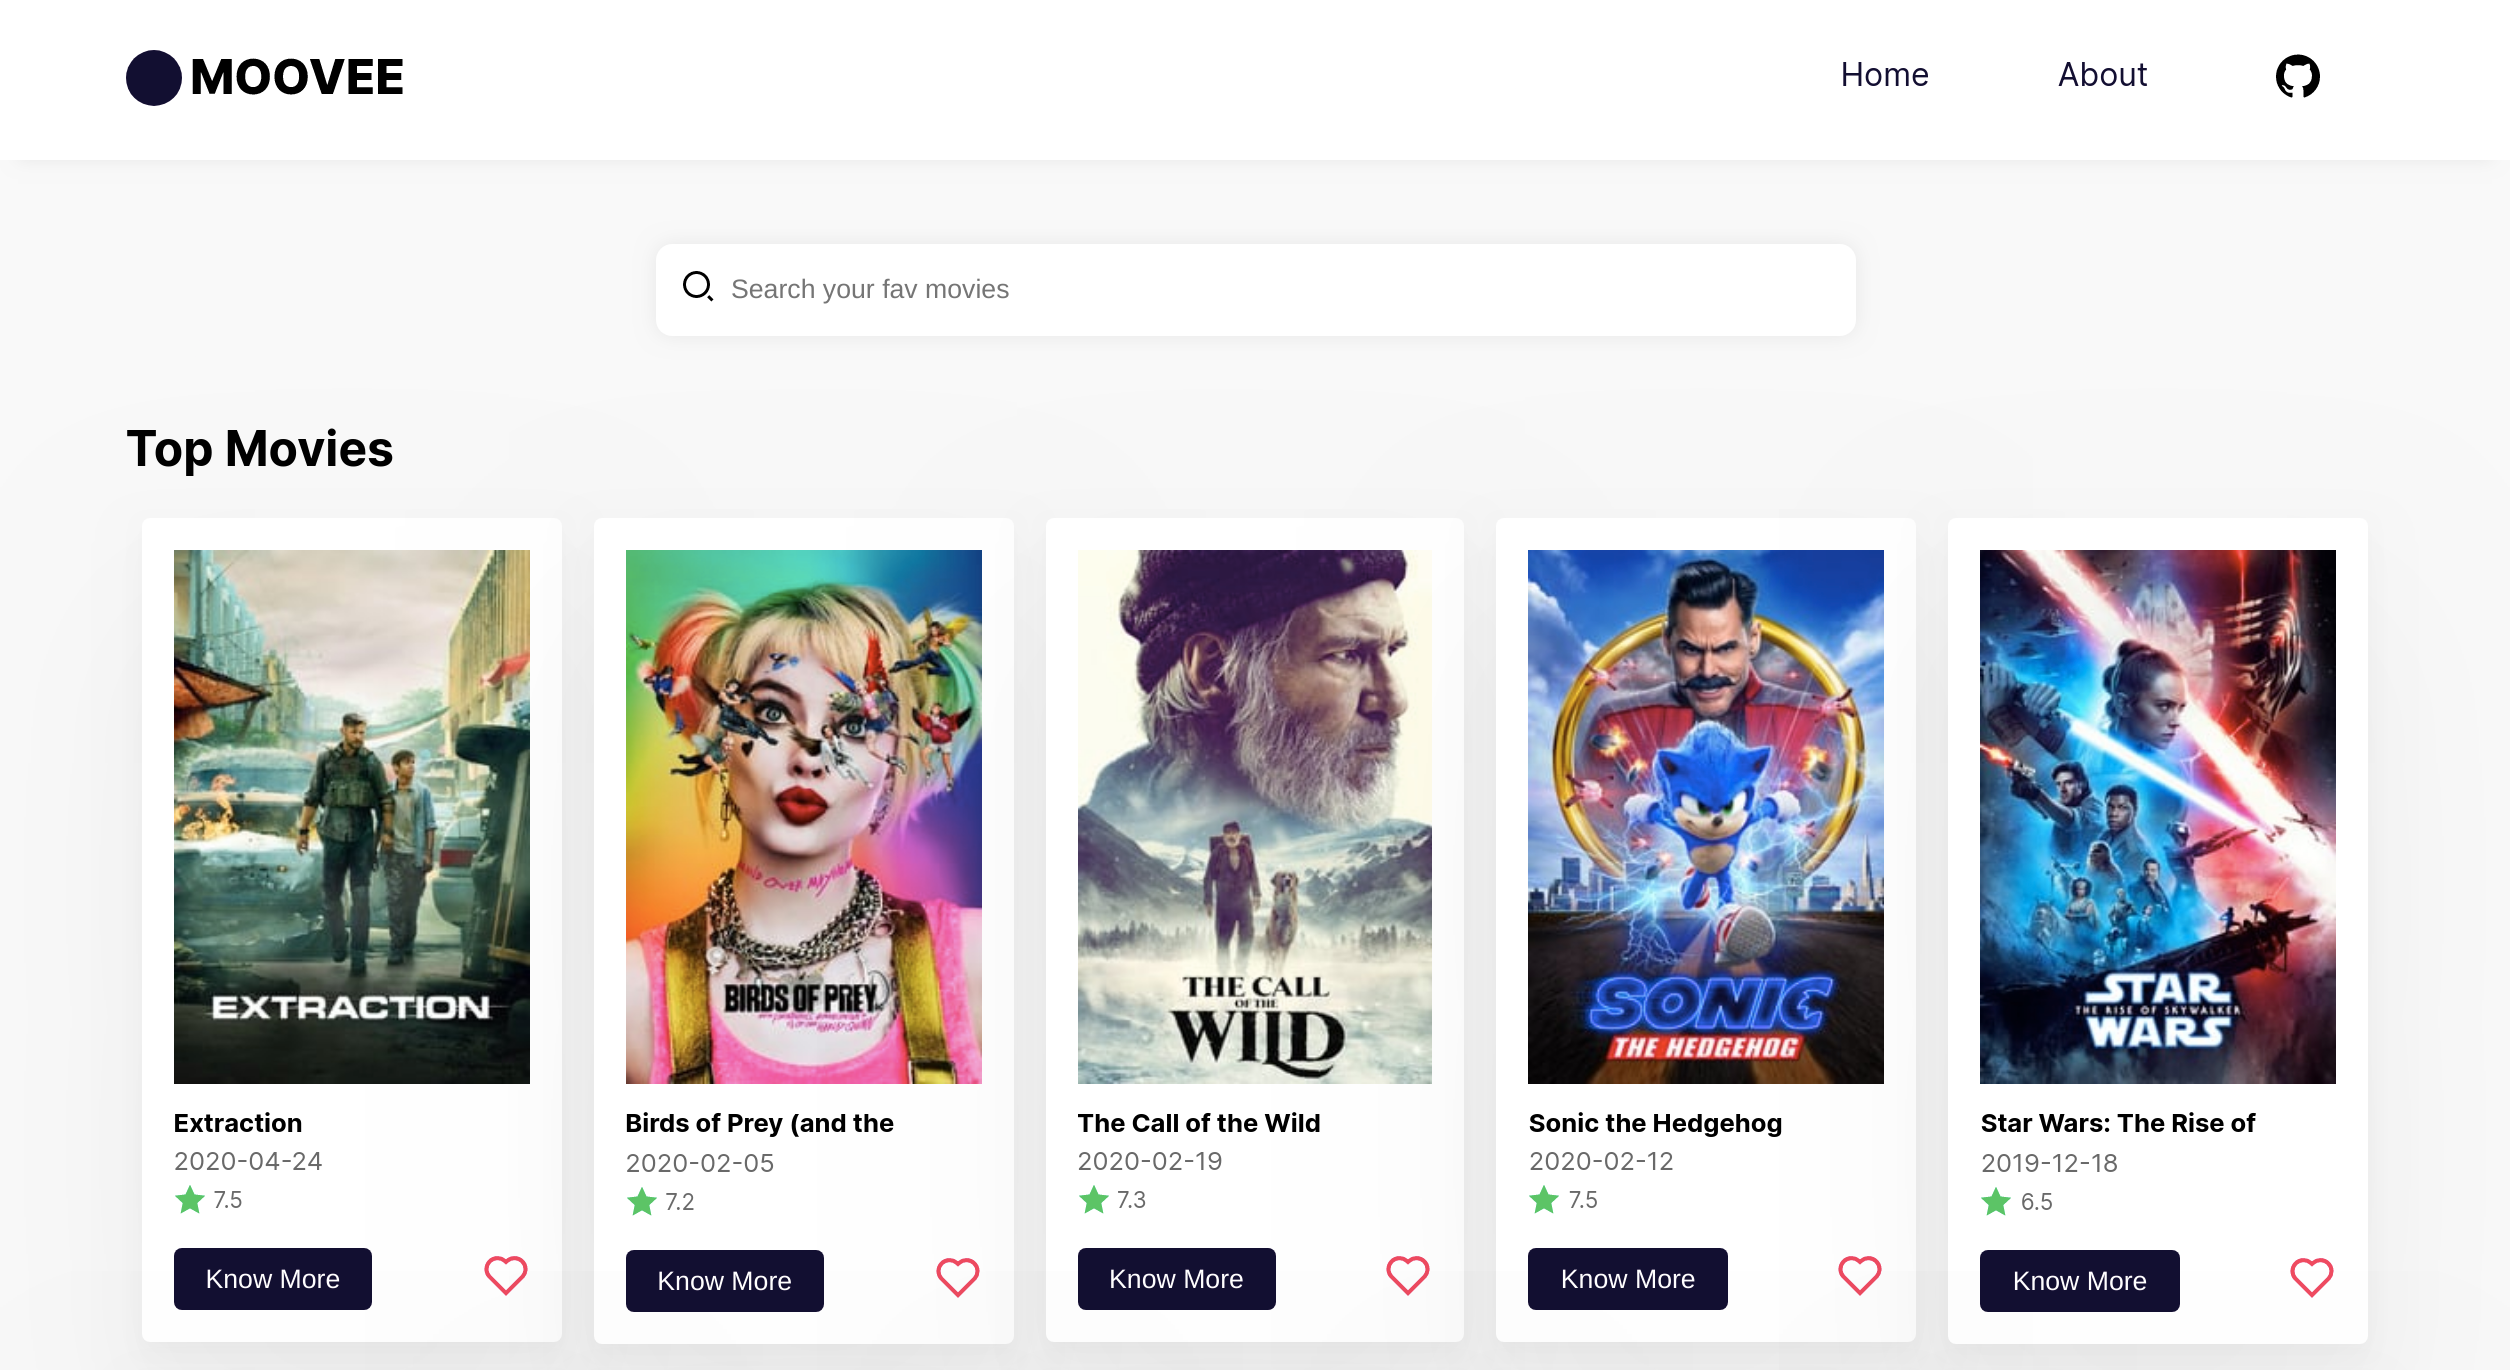 MOOVEE
Home
About
Search your fav movies
Top Movies
EXTRACTION
BIRDS OF PREY
THE CALL
OF THE
WILD
SONIC
THE HEDGEHOG
STAR
THE RISE OF SKYWALKER
WARS
Extraction
2020-04-24
7.5
Know More
Birds of Prey (and the
2020-02-05
7.2
Know More
The Call of the Wild
2020-02-19
7.3
Know More
Sonic the Hedgehog
2020-02-12
7.5
Know More
Star Wars: The Rise of
2019-12-18
6.5
Know More